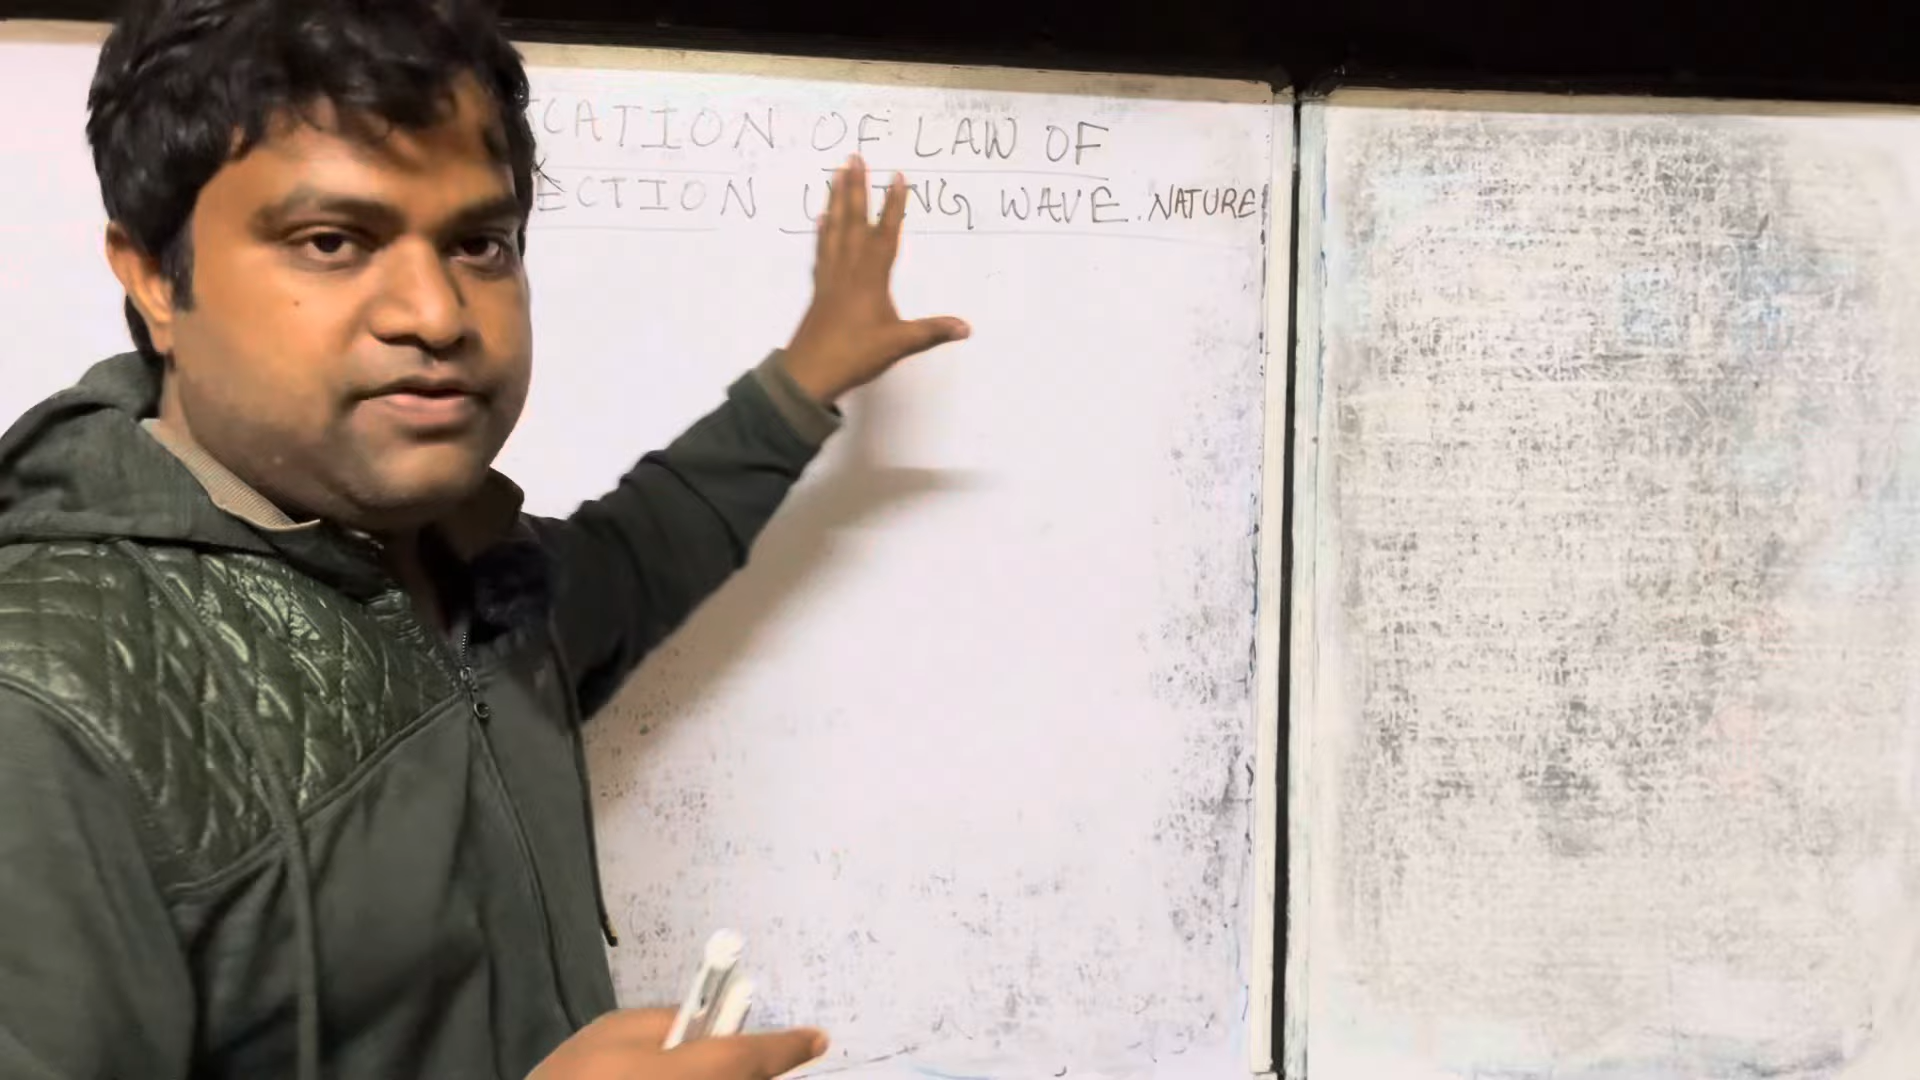 CATION OF LAW OF
ECTION USING WAVE. NATURE